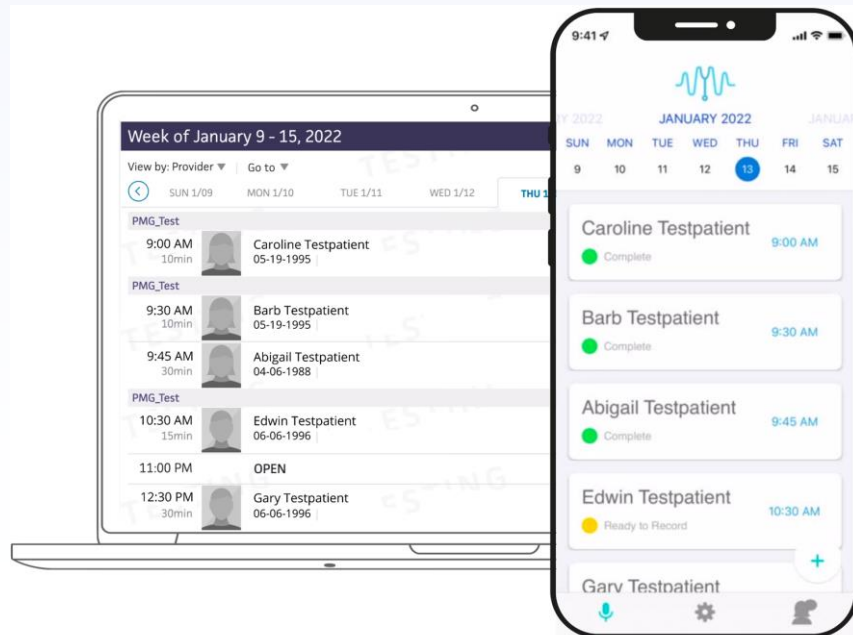 Week of January 9 - 15, 2022
View by: Provider ▼ | Go to ▼
SUN 1/09 MON 1/10 TUE 1/11 WED 1/12 THU 1
PMG_Test
9:00 AM Caroline Testpatient
10min 05-19-1995
PMG_Test
9:30 AM Barb Testpatient
10min 05-19-1995
9:45 AM Abigail Testpatient
30min 04-06-1988
PMG_Test
10:30 AM Edwin Testpatient
15min 06-06-1996
11:00 PM OPEN
12:30 PM Gary Testpatient
30min 06-06-1996
TESTING
9:41
JANUARY 2022
SUN MON TUE WED THU FRI SAT
9 10 11 12 13 14 15
Caroline Testpatient
9:00 AM
Complete
Barb Testpatient
9:30 AM
Complete
Abigail Testpatient
9:45 AM
Complete
Edwin Testpatient
10:30 AM
Ready to Record
+
Gary Testpatient